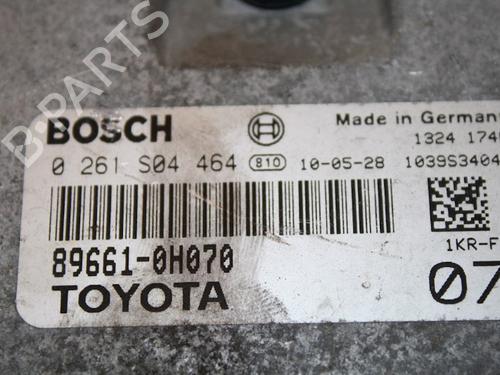 B-PARTS
BOSCH
Made in Germany
1324 174
0 261 S04 464 810 10-05-28 1039S3404
89661-0H070
1KR-F
TOYOTA
07